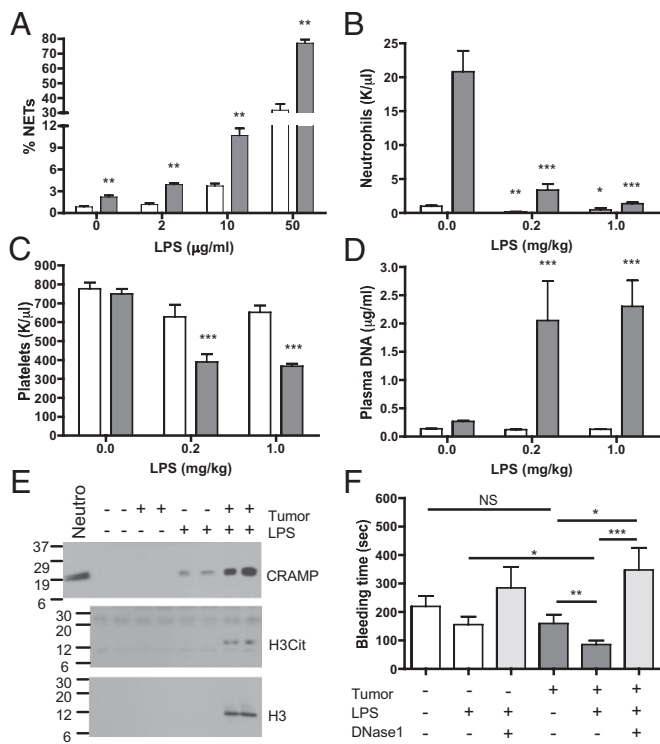 A
% NETs
80
70
60
50
40
30
12
9
6
3
0
**
**
**
**
0 2 10 50
LPS (μg/ml)
B
Neutrophils (K/μl)
25
20
15
10
5
0
**
***
*
***
0.0 0.2 1.0
LPS (mg/kg)
C
Platelets (K/μl)
900
800
700
600
500
400
300
200
100
0
***
***
0.0 0.2 1.0
LPS (mg/kg)
D
Plasma DNA (μg/ml)
3.0
2.5
2.0
1.5
1.0
0.5
0.0
***
***
0.0 0.2 1.0
LPS (mg/kg)
E
Neutro
- - + + - - + + Tumor
- - - - + + + + LPS
37
29
19
6
CRAMP
30
20
12
6
H3Cit
30
20
12
6
H3
F
Bleeding time (sec)
600
500
400
300
200
100
0
NS
*
*
***
**
Tumor - - - + + +
LPS - + + - + +
DNase1 - - + - - +